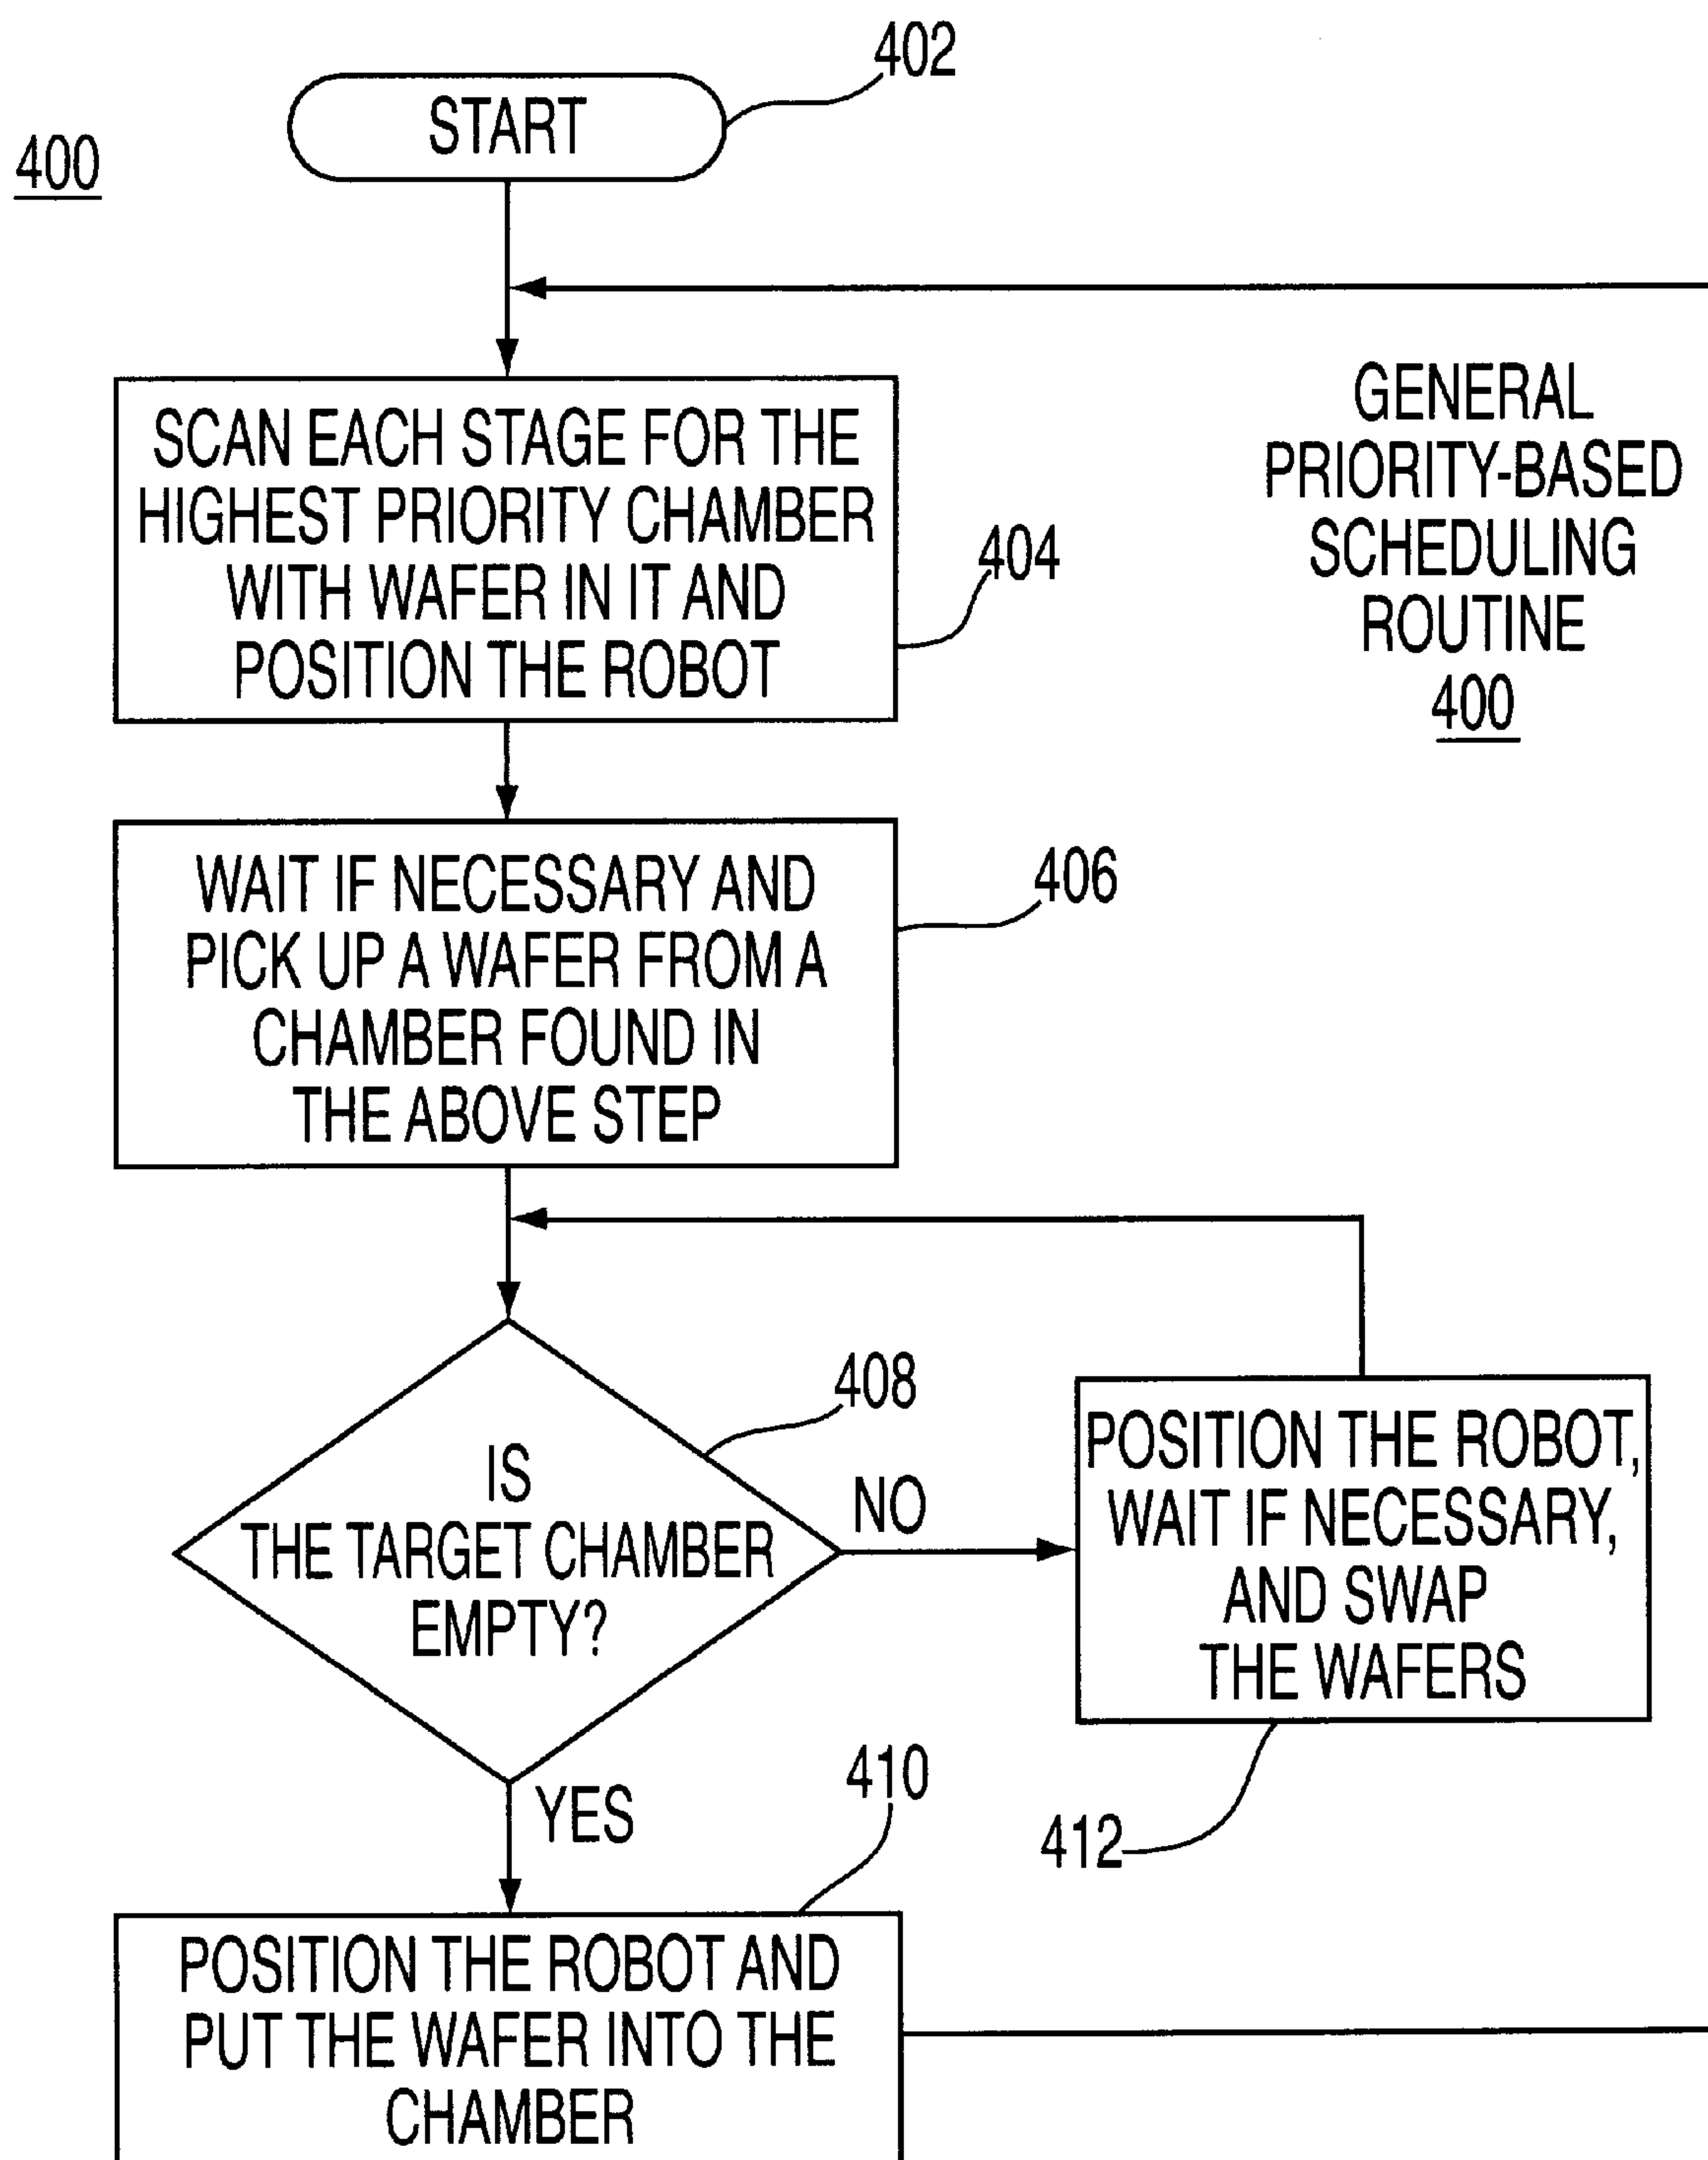 402
START
400
SCAN EACH STAGE FOR THE
HIGHEST PRIORITY CHAMBER
WITH WAFER IN IT AND
POSITION THE ROBOT
404
GENERAL
PRIORITY-BASED
SCHEDULING
ROUTINE
400
WAIT IF NECESSARY AND
PICK UP A WAFER FROM A
CHAMBER FOUND IN
THE ABOVE STEP
406
408
IS
THE TARGET CHAMBER
EMPTY?
NO
POSITION THE ROBOT,
WAIT IF NECESSARY,
AND SWAP
THE WAFERS
412
YES
410
POSITION THE ROBOT AND
PUT THE WAFER INTO THE
CHAMBER